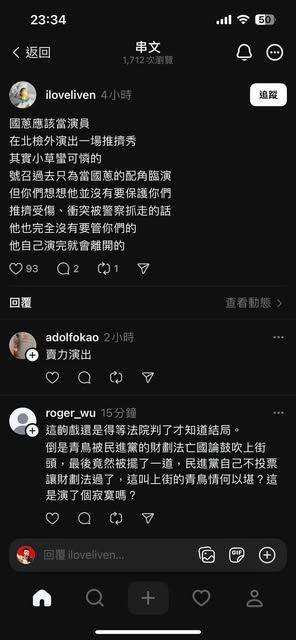 23:34
50
返回
串文
1,712次瀏覽
iloveliven 4小時
追蹤
國蔥應該當演員
在北檢外演出一場推擠秀
其實小草蠻可憐的
號召過去只為當國蔥的配角臨演
但你們想想他並沒有要保護你們
推擠受傷、衝突被警察抓走的話
他也完全沒有要管你們的
他自己演完就會離開的
93 2 1
回覆
查看動態
adolfokao 2小時
賣力演出
roger_wu 15分鐘
這齣戲還是得等法院判了才知道結局。
倒是青鳥被民進黨的財劃法亡國論鼓吹上街
頭，最後竟然被擺了一道，民進黨自己不投票
讓財劃法過了，這叫上街的青鳥情何以堪？這
是演了個寂寞嗎？
回覆 iloveliven...
GIF